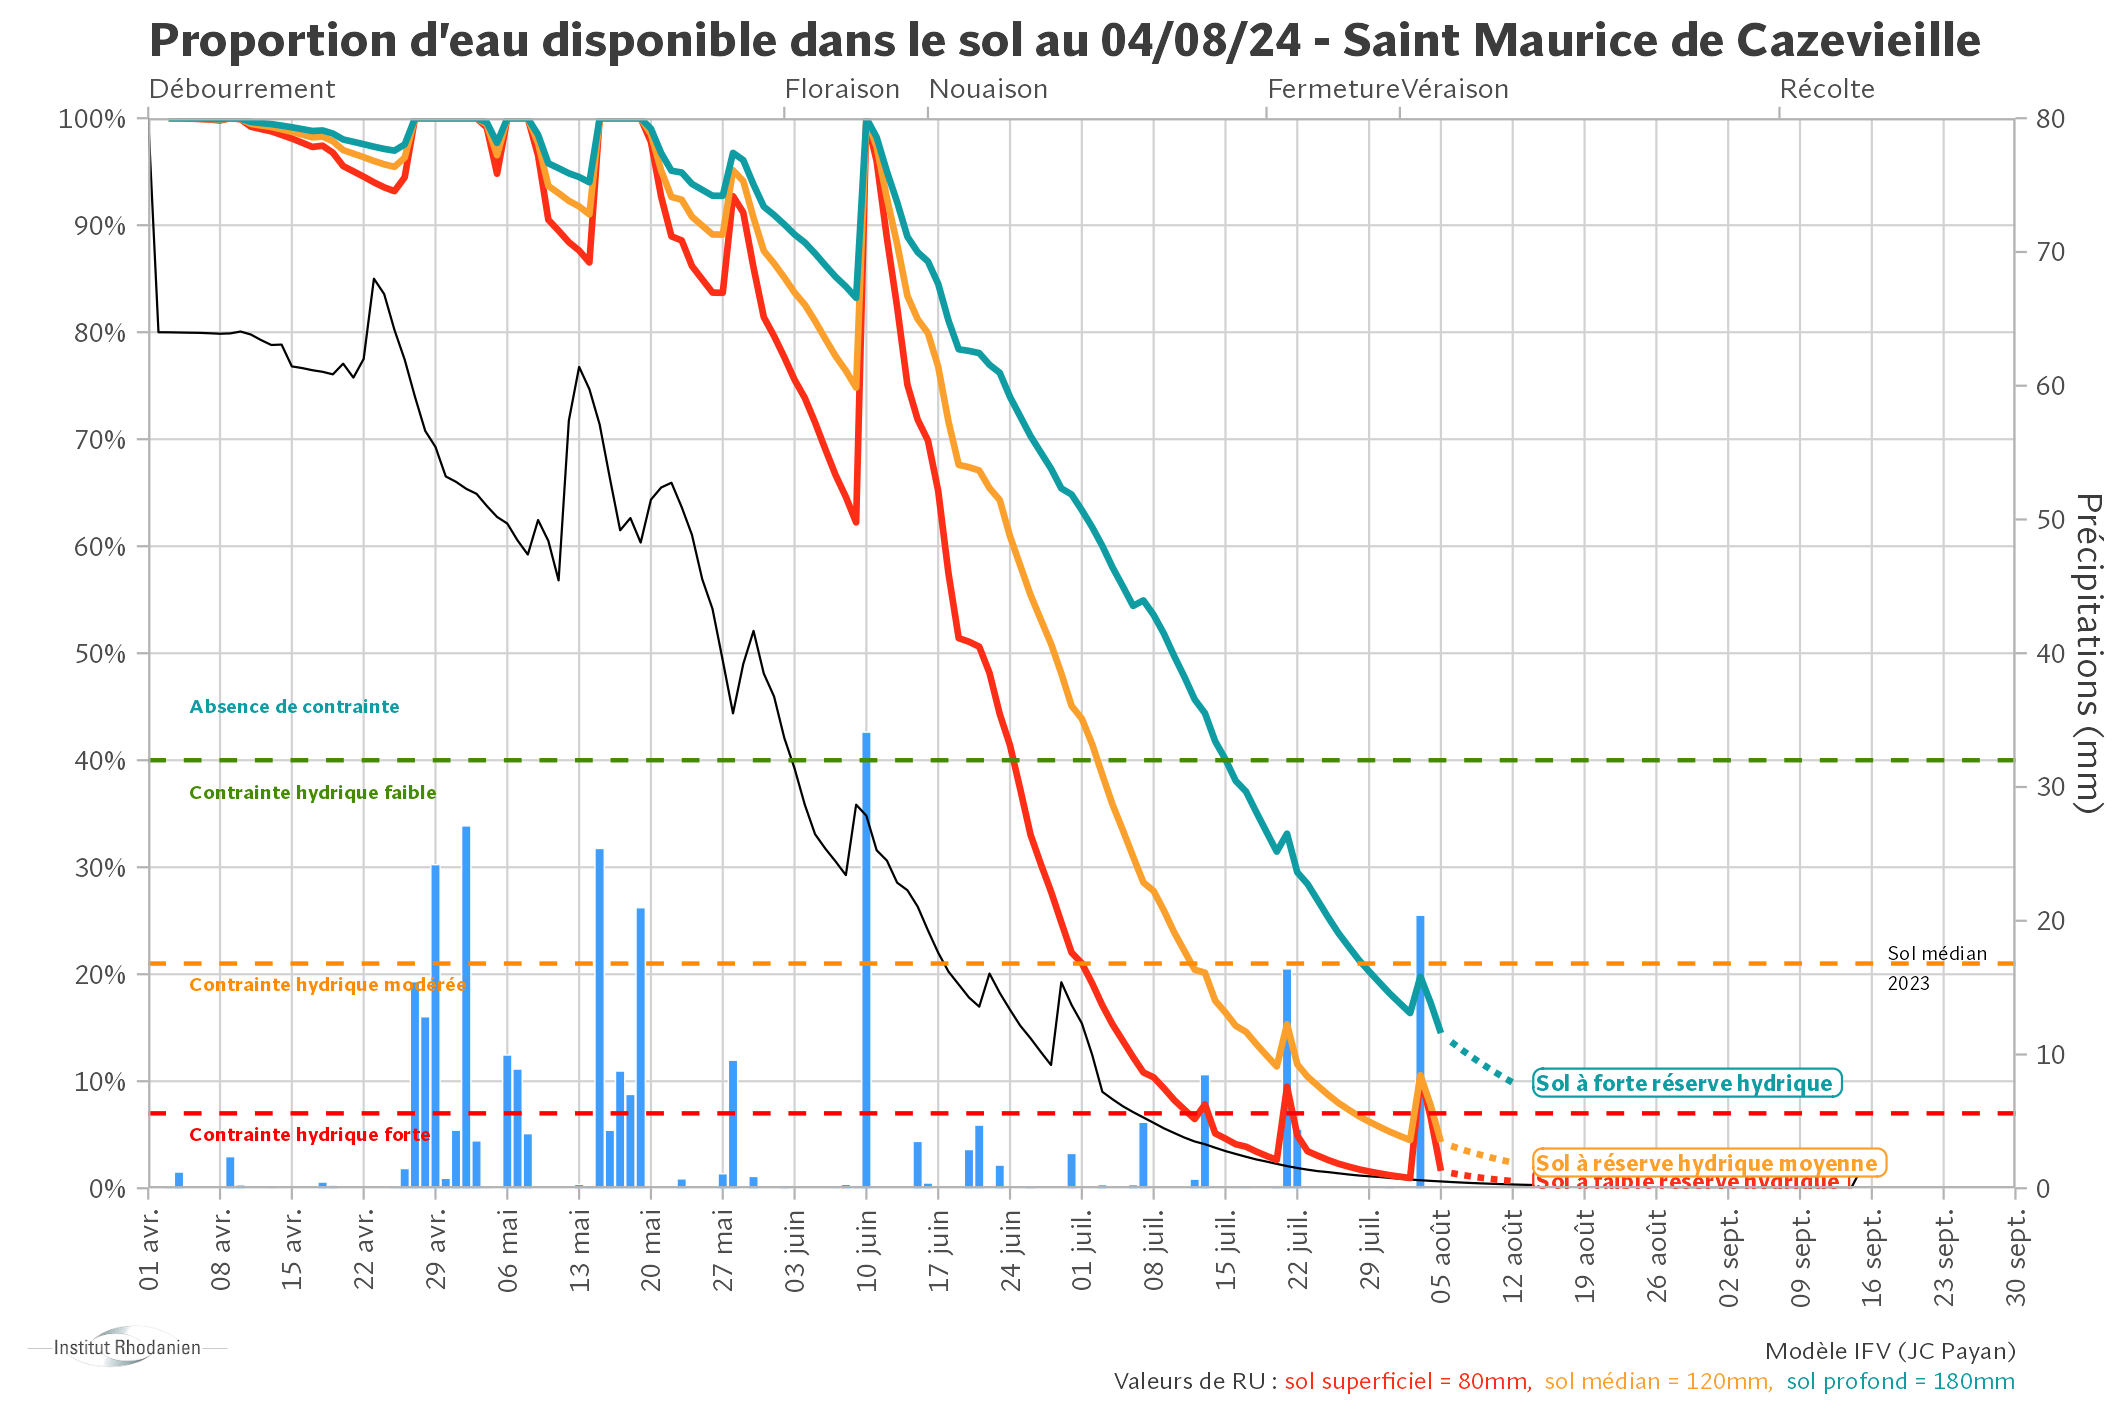 Proportion d'eau disponible dans le sol au 04/08/24 - Saint Maurice de Cazevieille
Débourrement Floraison Nouaison Fermeture Véraison Récolte
100%
90%
80%
70%
60%
50%
40%
30%
20%
10%
0%
80
70
60
50
40
30
20
10
0
Précipitations (mm)
Absence de contrainte
Contrainte hydrique faible
Contrainte hydrique modérée
Contrainte hydrique forte
Sol médian
2023
Sol à forte réserve hydrique
Sol à réserve hydrique moyenne
Sol à faible réserve hydrique
01 avr.
08 avr.
15 avr.
22 avr.
29 avr.
06 mai
13 mai
20 mai
27 mai
03 juin
10 juin
17 juin
24 juin
01 juil.
08 juil.
15 juil.
22 juil.
29 juil.
05 août
12 août
19 août
26 août
02 sept.
09 sept.
16 sept.
23 sept.
30 sept.
Institut Rhodanien
Modèle IFV (JC Payan)
Valeurs de RU : sol superficiel = 80mm, sol médian = 120mm, sol profond = 180mm